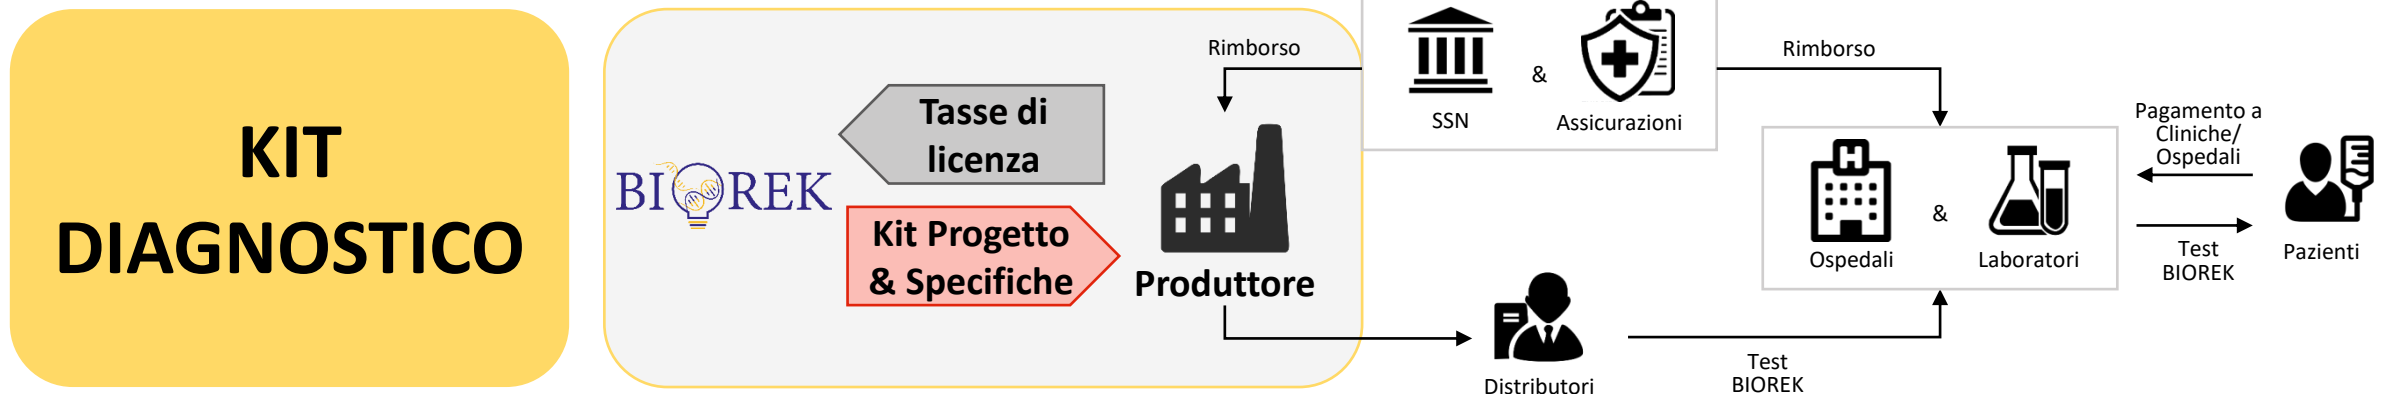 KIT
DIAGNOSTICO
BIOREK
Tasse di
licenza
Kit Progetto
& Specifiche
Produttore
Rimborso
SSN
&
Assicurazioni
Rimborso
Distributori
Test
BIOREK
Ospedali
&
Laboratori
Pagamento a
Cliniche/
Ospedali
Test
BIOREK
Pazienti